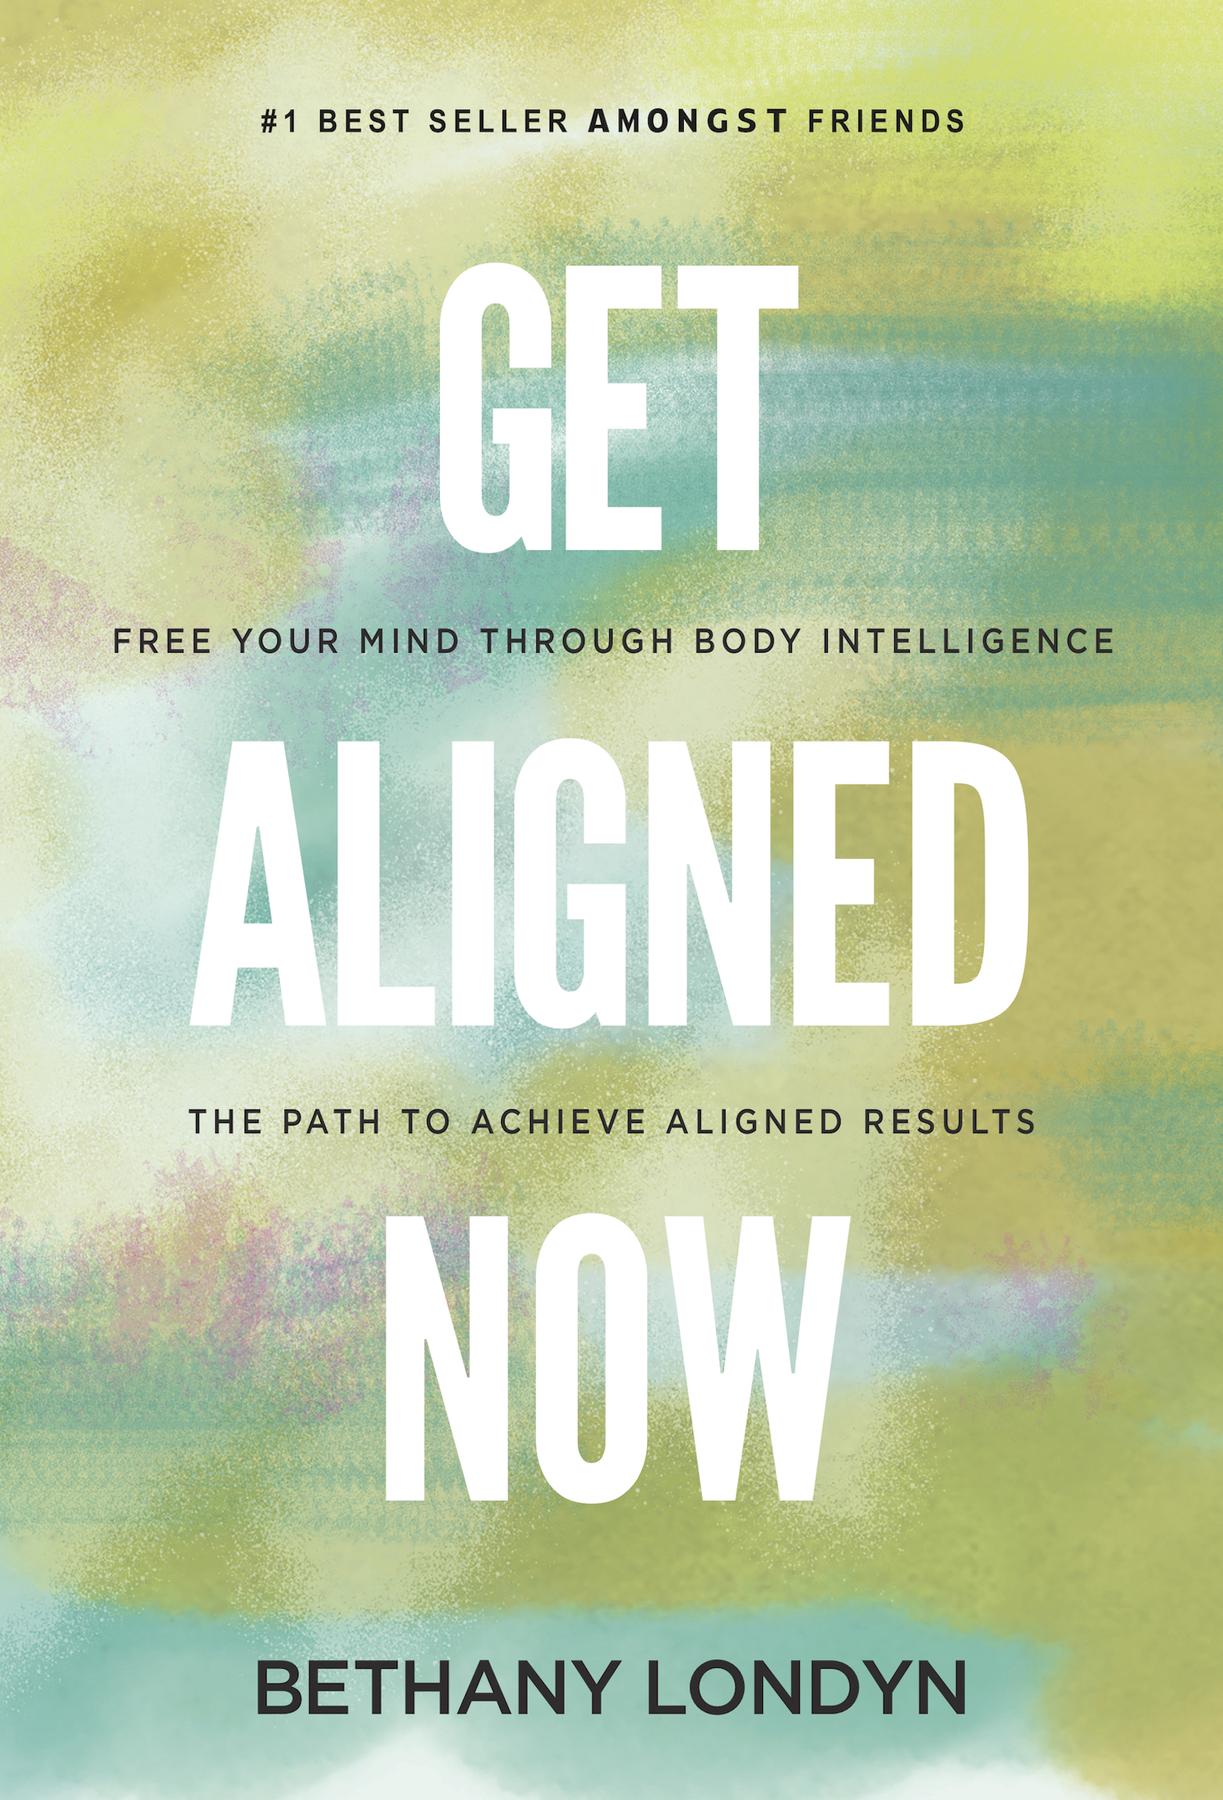 #1 BEST SELLER AMONGST FRIENDS
GET
FREE YOUR MIND THROUGH BODY INTELLIGENCE
ALIGNED
THE PATH TO ACHIEVE ALIGNED RESULTS
NOW
BETHANY LONDYN